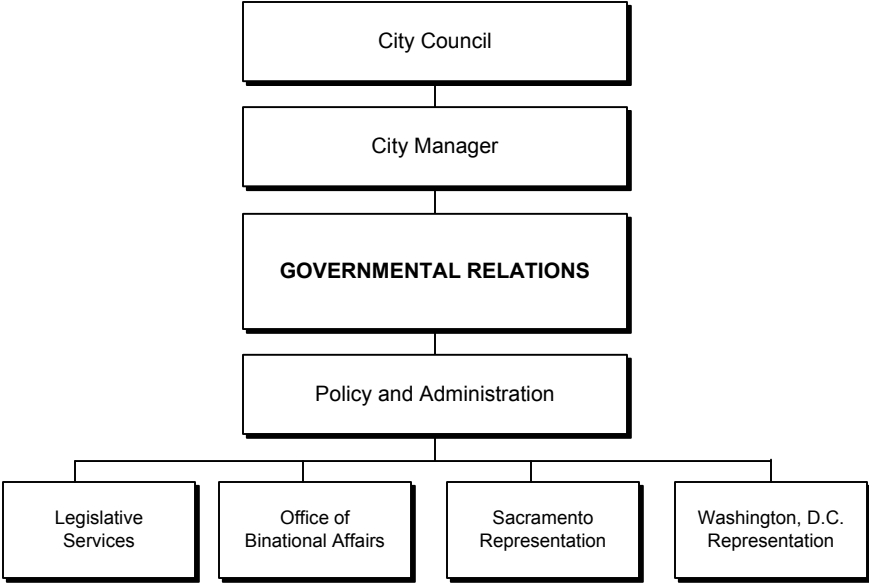 City Council
City Manager
GOVERNMENTAL RELATIONS
Policy and Administration
Legislative
Services
Office of
Binational Affairs
Sacramento
Representation
Washington, D.C.
Representation